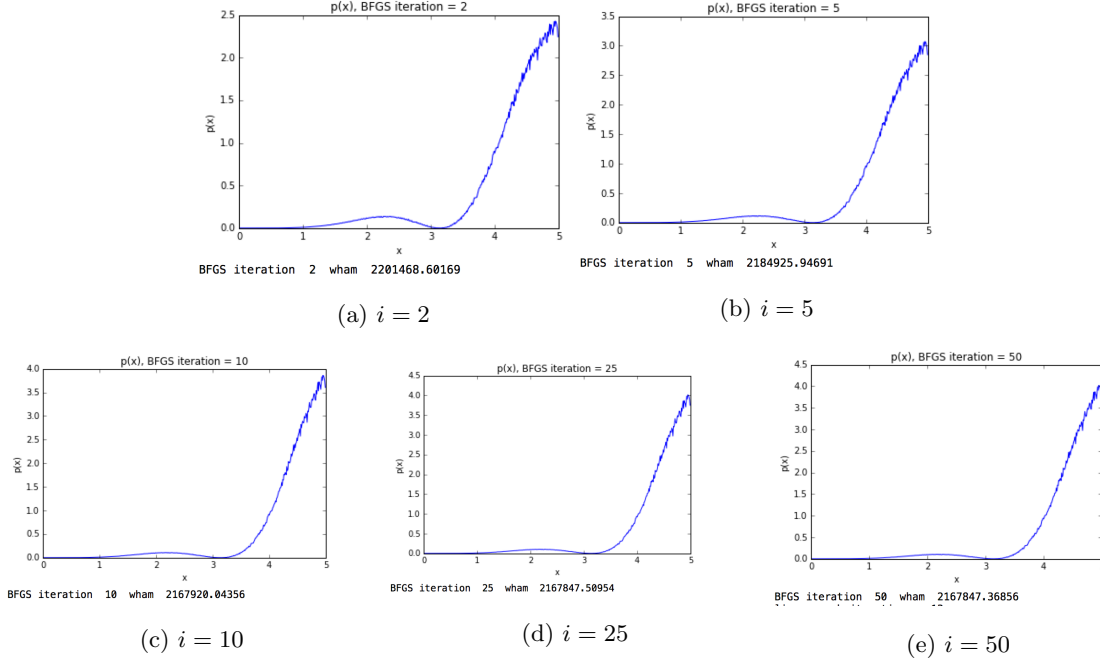 p(x), BFGS iteration = 2
2.5
2.0
1.5
1.0
0.5
0.0
p(x)
0 1 2 3 4 5
x
BFGS iteration 2 wham 2201468.60169
(a) i = 2
p(x), BFGS iteration = 5
3.5
3.0
2.5
2.0
1.5
1.0
0.5
0.0
p(x)
0 1 2 3 4 5
x
BFGS iteration 5 wham 2184925.94691
(b) i = 5
p(x), BFGS iteration = 10
4.0
3.5
3.0
2.5
2.0
1.5
1.0
0.5
0.0
p(x)
0 1 2 3 4 5
x
BFGS iteration 10 wham 2167920.04356
(c) i = 10
p(x), BFGS iteration = 25
4.5
4.0
3.5
3.0
2.5
2.0
1.5
1.0
0.5
0.0
p(x)
0 1 2 3 4 5
x
BFGS iteration 25 wham 2167847.50954
(d) i = 25
p(x), BFGS iteration = 50
4.5
4.0
3.5
3.0
2.5
2.0
1.5
1.0
0.5
0.0
p(x)
0 1 2 3 4
x
BFGS iteration 50 wham 2167847.36856
(e) i = 50